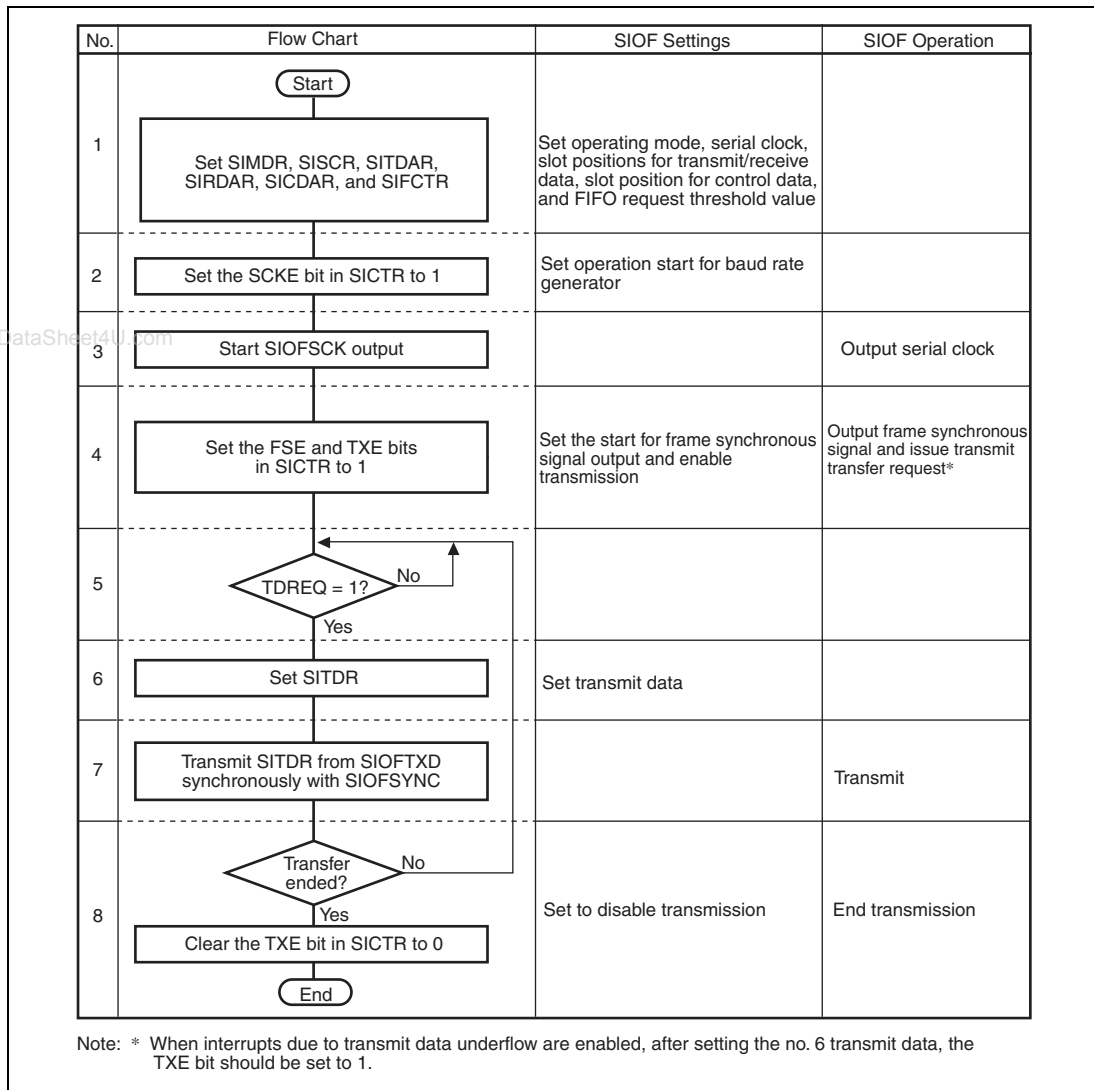 No. Flow Chart SIOF Settings SIOF Operation
Start
1
Set SIMDR, SISCR, SITDAR,
SIRDAR, SICDAR, and SIFCTR
Set operating mode, serial clock,
slot positions for transmit/receive
data, slot position for control data,
and FIFO request threshold value
2
Set the SCKE bit in SICTR to 1
Set operation start for baud rate
generator
DataSheet4U.com
3
Start SIOFSCK output
Output serial clock
4
Set the FSE and TXE bits
in SICTR to 1
Set the start for frame synchronous
signal output and enable
transmission
Output frame synchronous
signal and issue transmit
transfer request*
5
TDREQ = 1?
No
Yes
6
Set SITDR
Set transmit data
7
Transmit SITDR from SIOFTXD
synchronously with SIOFSYNC
Transmit
8
Transfer
ended?
No
Yes
Clear the TXE bit in SICTR to 0
Set to disable transmission
End transmission
End
Note: * When interrupts due to transmit data underflow are enabled, after setting the no. 6 transmit data, the
TXE bit should be set to 1.